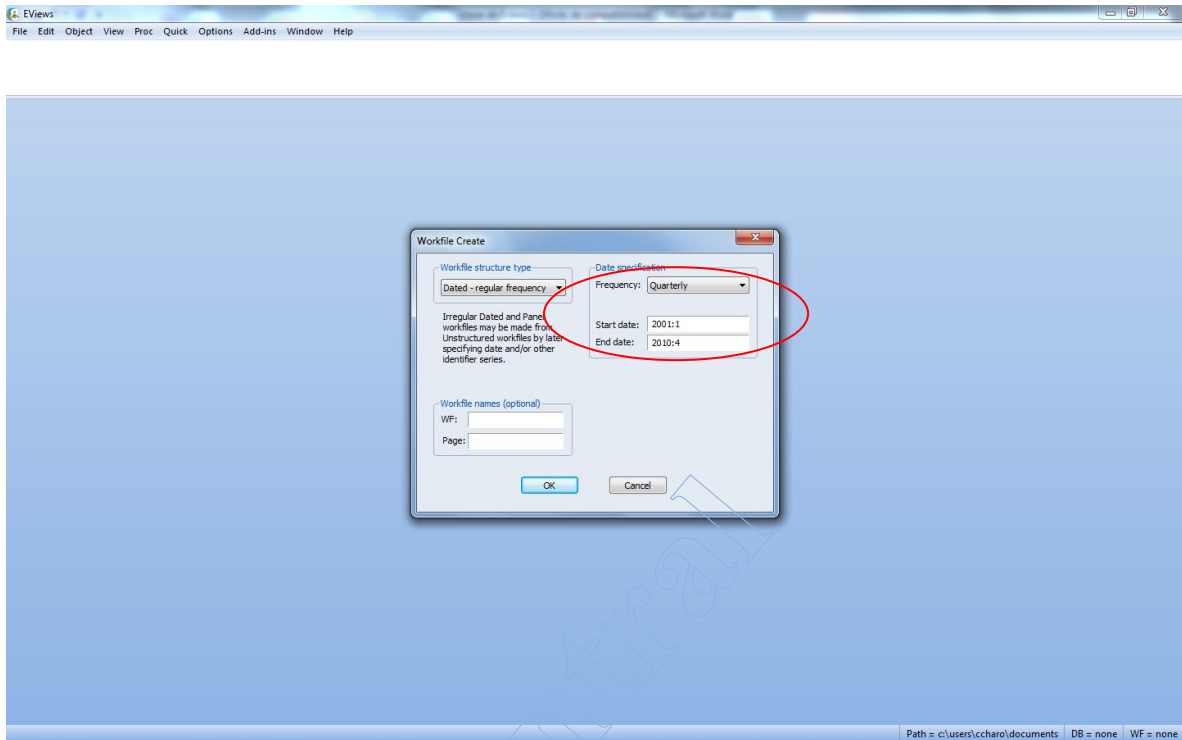 EViews
File Edit Object View Proc Quick Options Add-ins Window Help
Workfile Create
Workfile structure type
Dated - regular frequency
Irregular Dated and Panel
workfiles may be made from
Unstructured workfiles by later
specifying date and/or other
identifier series.
Date specification
Frequency: Quarterly
Start date: 2001:1
End date: 2010:4
Workfile names (optional)
WF:
Page:
OK Cancel
Path = c:\users\ccharo\documents DB = none WF = none